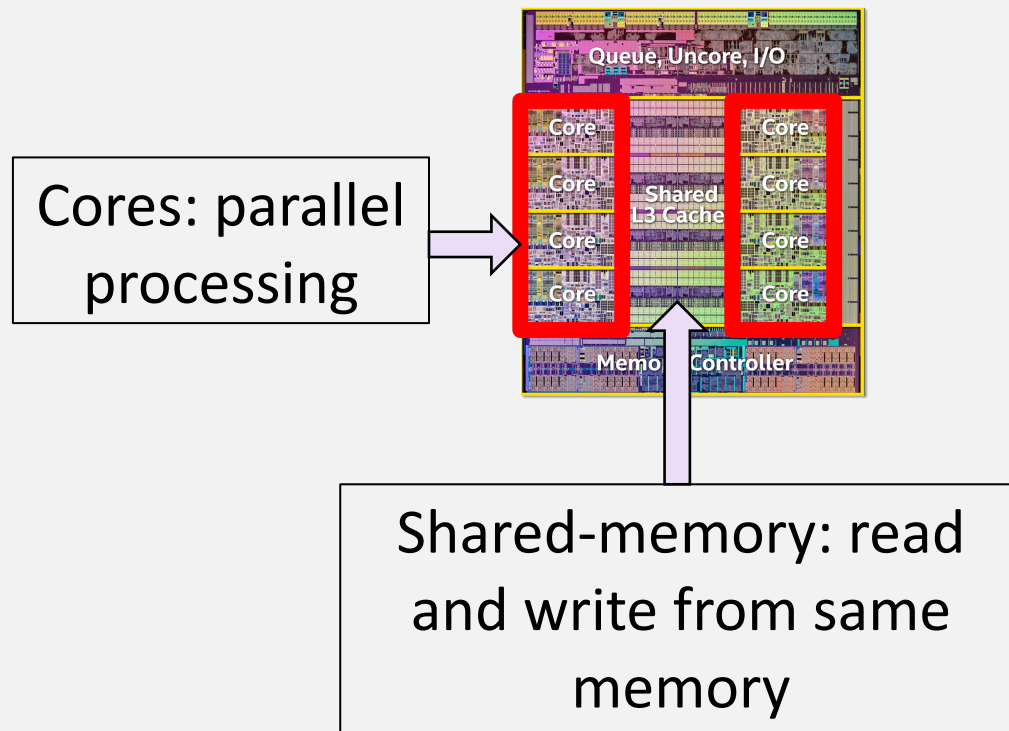 Queue, Uncore, I/O
Core
Core
Core
Core
Shared
L3 Cache
Core
Core
Core
Core
Memo Controller
Cores: parallel
processing
Shared-memory: read
and write from same
memory